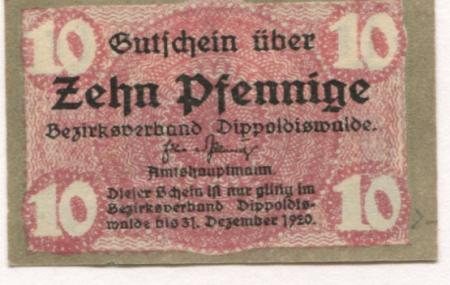 10 10
Gutschein über
Zehn Pfennige
Bezirksverband Dippoldiswalde.
Amtshauptmann.
Dieser Schein ist nur gültig im
Bezirksverband Dippoldis-
walde bis 31. Dezember 1920.
10 10